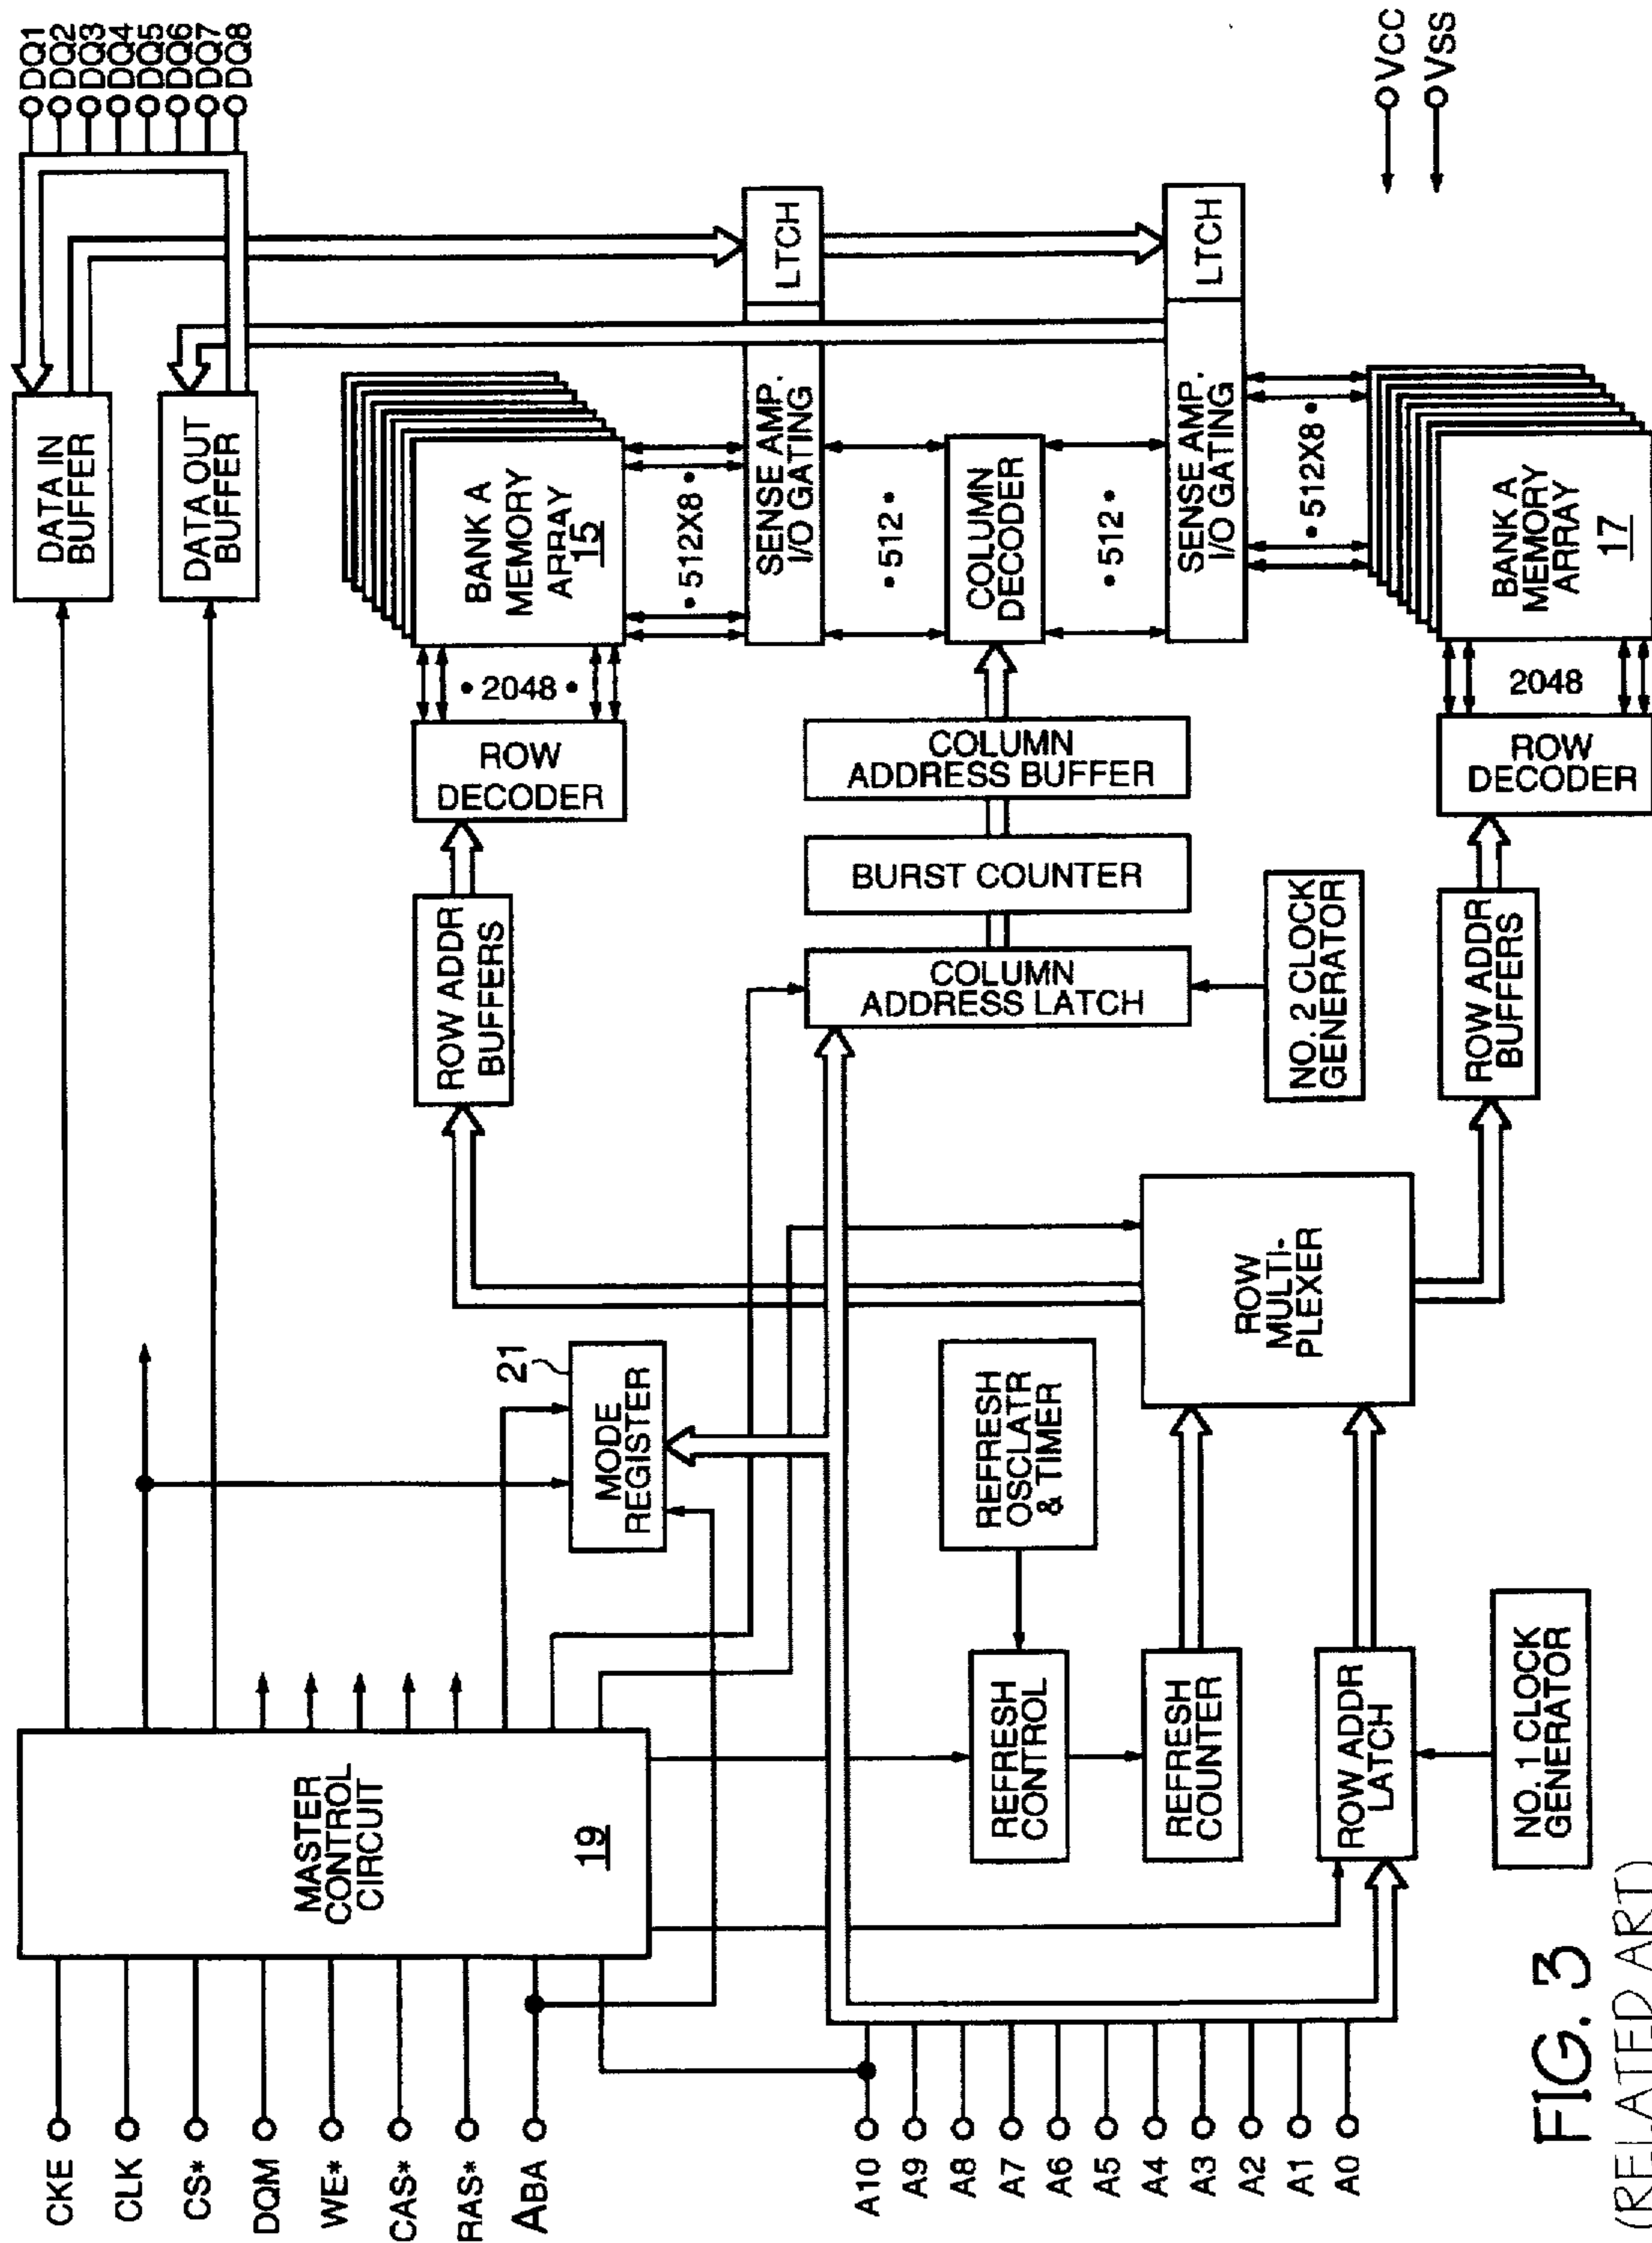 CKE
CLK
CS*
DQM
WE*
CAS*
RAS*
ABA
MASTER
CONTROL
CIRCUIT
19
MODE
REGISTER
21
DATA IN
BUFFER
DATA OUT
BUFFER
DQ1
DQ2
DQ3
DQ4
DQ5
DQ6
DQ7
DQ8
ROW ADDR
BUFFERS
ROW
DECODER
• 2048 •
BANK A
MEMORY
ARRAY
15
• 512X8 •
SENSE AMP.
I/O GATING
LTCH
• 512 •
A10
A9
A8
A7
A6
A5
A4
A3
A2
A1
A0
COLUMN
ADDRESS LATCH
BURST COUNTER
COLUMN
ADDRESS BUFFER
COLUMN
DECODER
• 512 •
REFRESH
CONTROL
REFRESH
OSCLATR
& TIMER
REFRESH
COUNTER
ROW
MULTI-
PLEXER
NO. 2 CLOCK
GENERATOR
SENSE AMP.
I/O GATING
LTCH
• 512X8 •
ROW ADDR
LATCH
NO. 1 CLOCK
GENERATOR
ROW ADDR
BUFFERS
ROW
DECODER
2048
BANK A
MEMORY
ARRAY
17
VCC
VSS
FIG. 3
(RELATED ART)